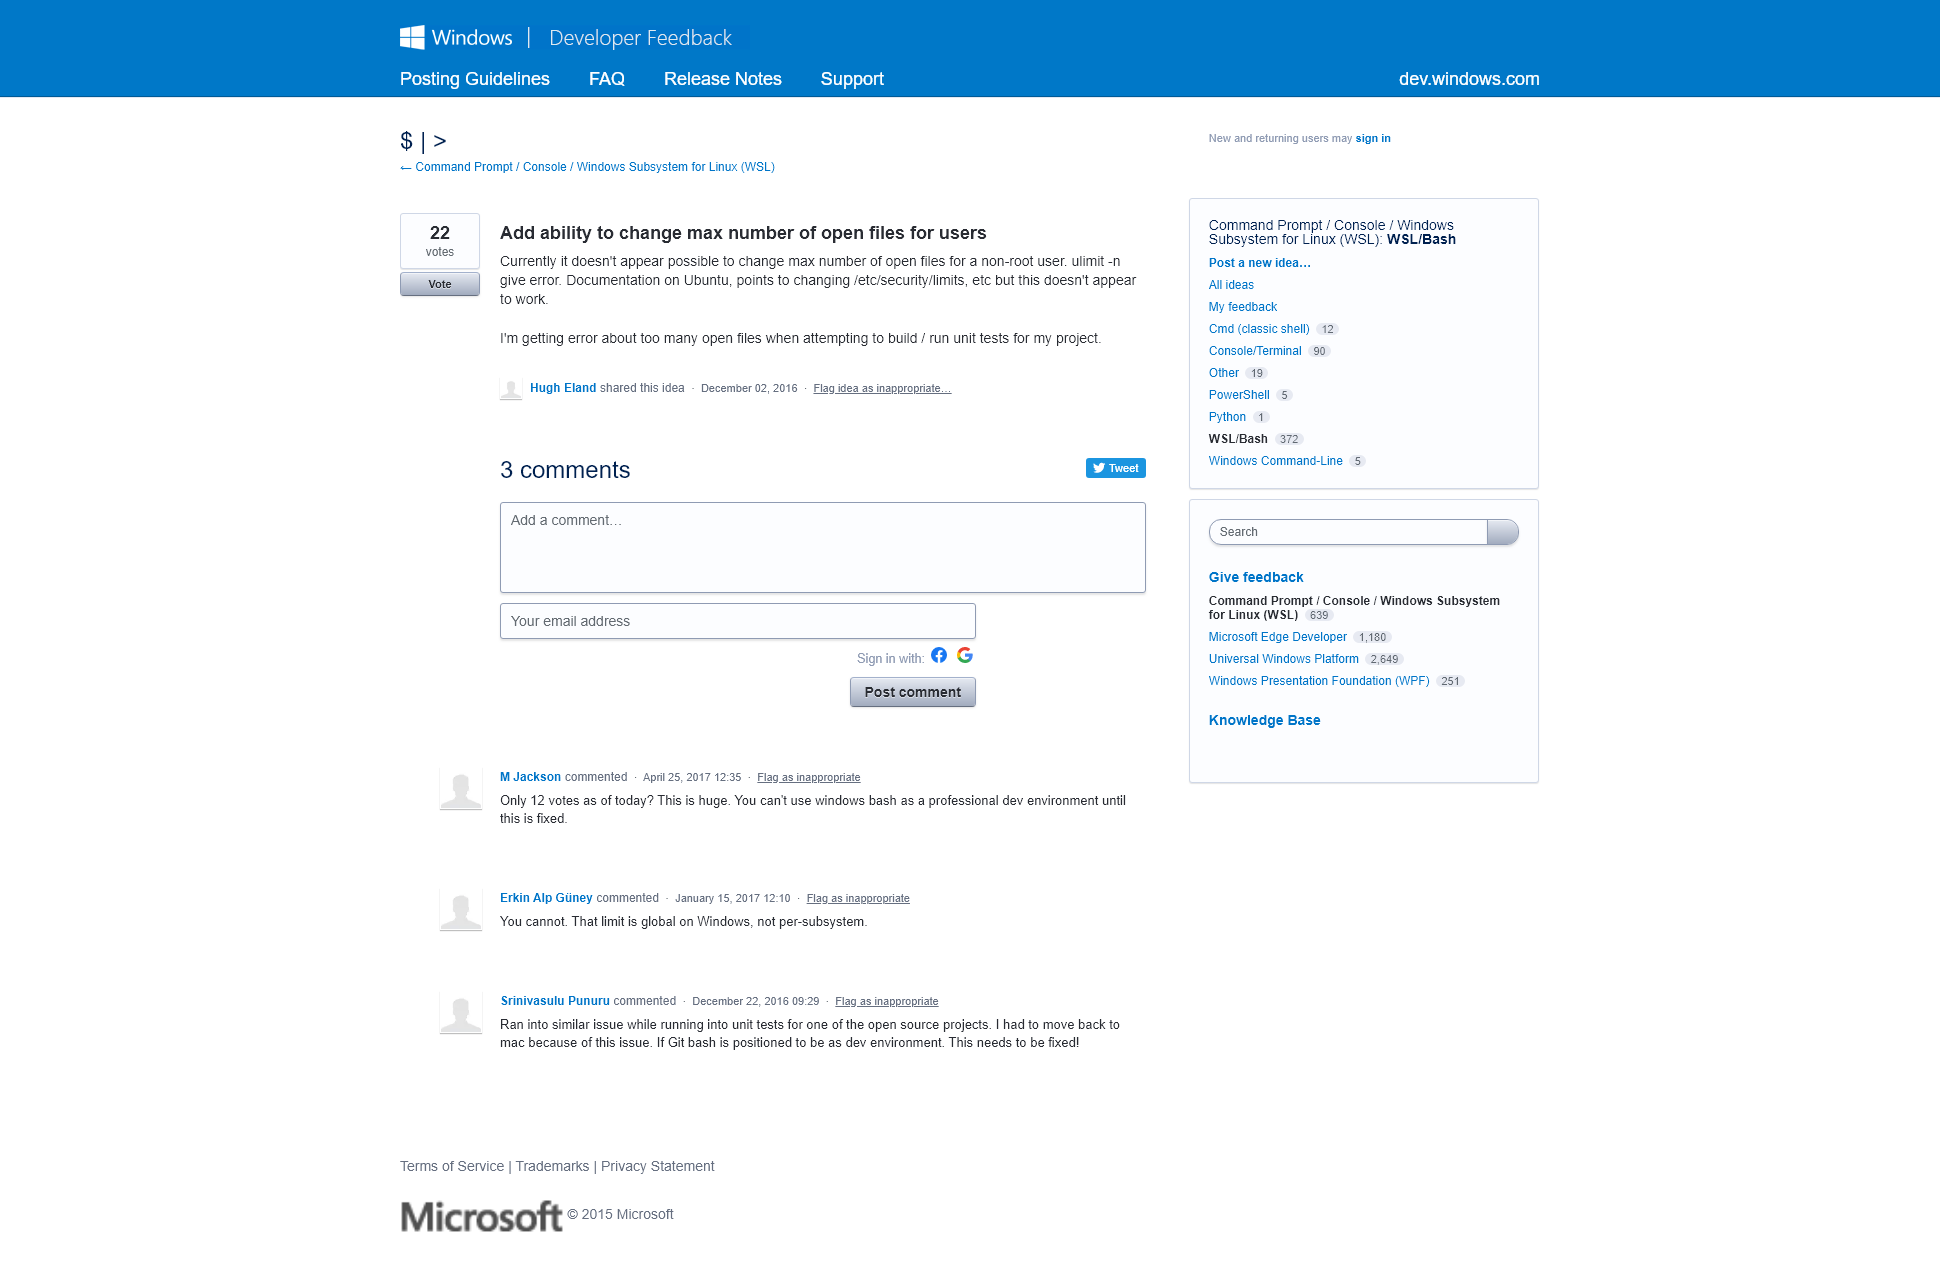 Windows | Developer Feedback
Posting Guidelines FAQ Release Notes Support dev.windows.com
$ | >
← Command Prompt / Console / Windows Subsystem for Linux (WSL)
22
votes
Vote
Add ability to change max number of open files for users
Currently it doesn't appear possible to change max number of open files for a non-root user. ulimit -n
give error. Documentation on Ubuntu, points to changing /etc/security/limits, etc but this doesn't appear
to work.
I'm getting error about too many open files when attempting to build / run unit tests for my project.
Hugh Eland shared this idea · December 02, 2016 · Flag idea as inappropriate…
3 comments
Tweet
Add a comment…
Your email address
Sign in with:
Post comment
M Jackson commented · April 25, 2017 12:35 · Flag as inappropriate
Only 12 votes as of today? This is huge. You can't use windows bash as a professional dev environment until
this is fixed.
Erkin Alp Güney commented · January 15, 2017 12:10 · Flag as inappropriate
You cannot. That limit is global on Windows, not per-subsystem.
Srinivasulu Punuru commented · December 22, 2016 09:29 · Flag as inappropriate
Ran into similar issue while running into unit tests for one of the open source projects. I had to move back to
mac because of this issue. If Git bash is positioned to be as dev environment. This needs to be fixed!
New and returning users may sign in
Command Prompt / Console / Windows
Subsystem for Linux (WSL): WSL/Bash
Post a new idea…
All ideas
My feedback
Cmd (classic shell) 12
Console/Terminal 90
Other 19
PowerShell 5
Python 1
WSL/Bash 372
Windows Command-Line 5
Search
Give feedback
Command Prompt / Console / Windows Subsystem
for Linux (WSL) 639
Microsoft Edge Developer 1,180
Universal Windows Platform 2,649
Windows Presentation Foundation (WPF) 251
Knowledge Base
Terms of Service | Trademarks | Privacy Statement
Microsoft © 2015 Microsoft